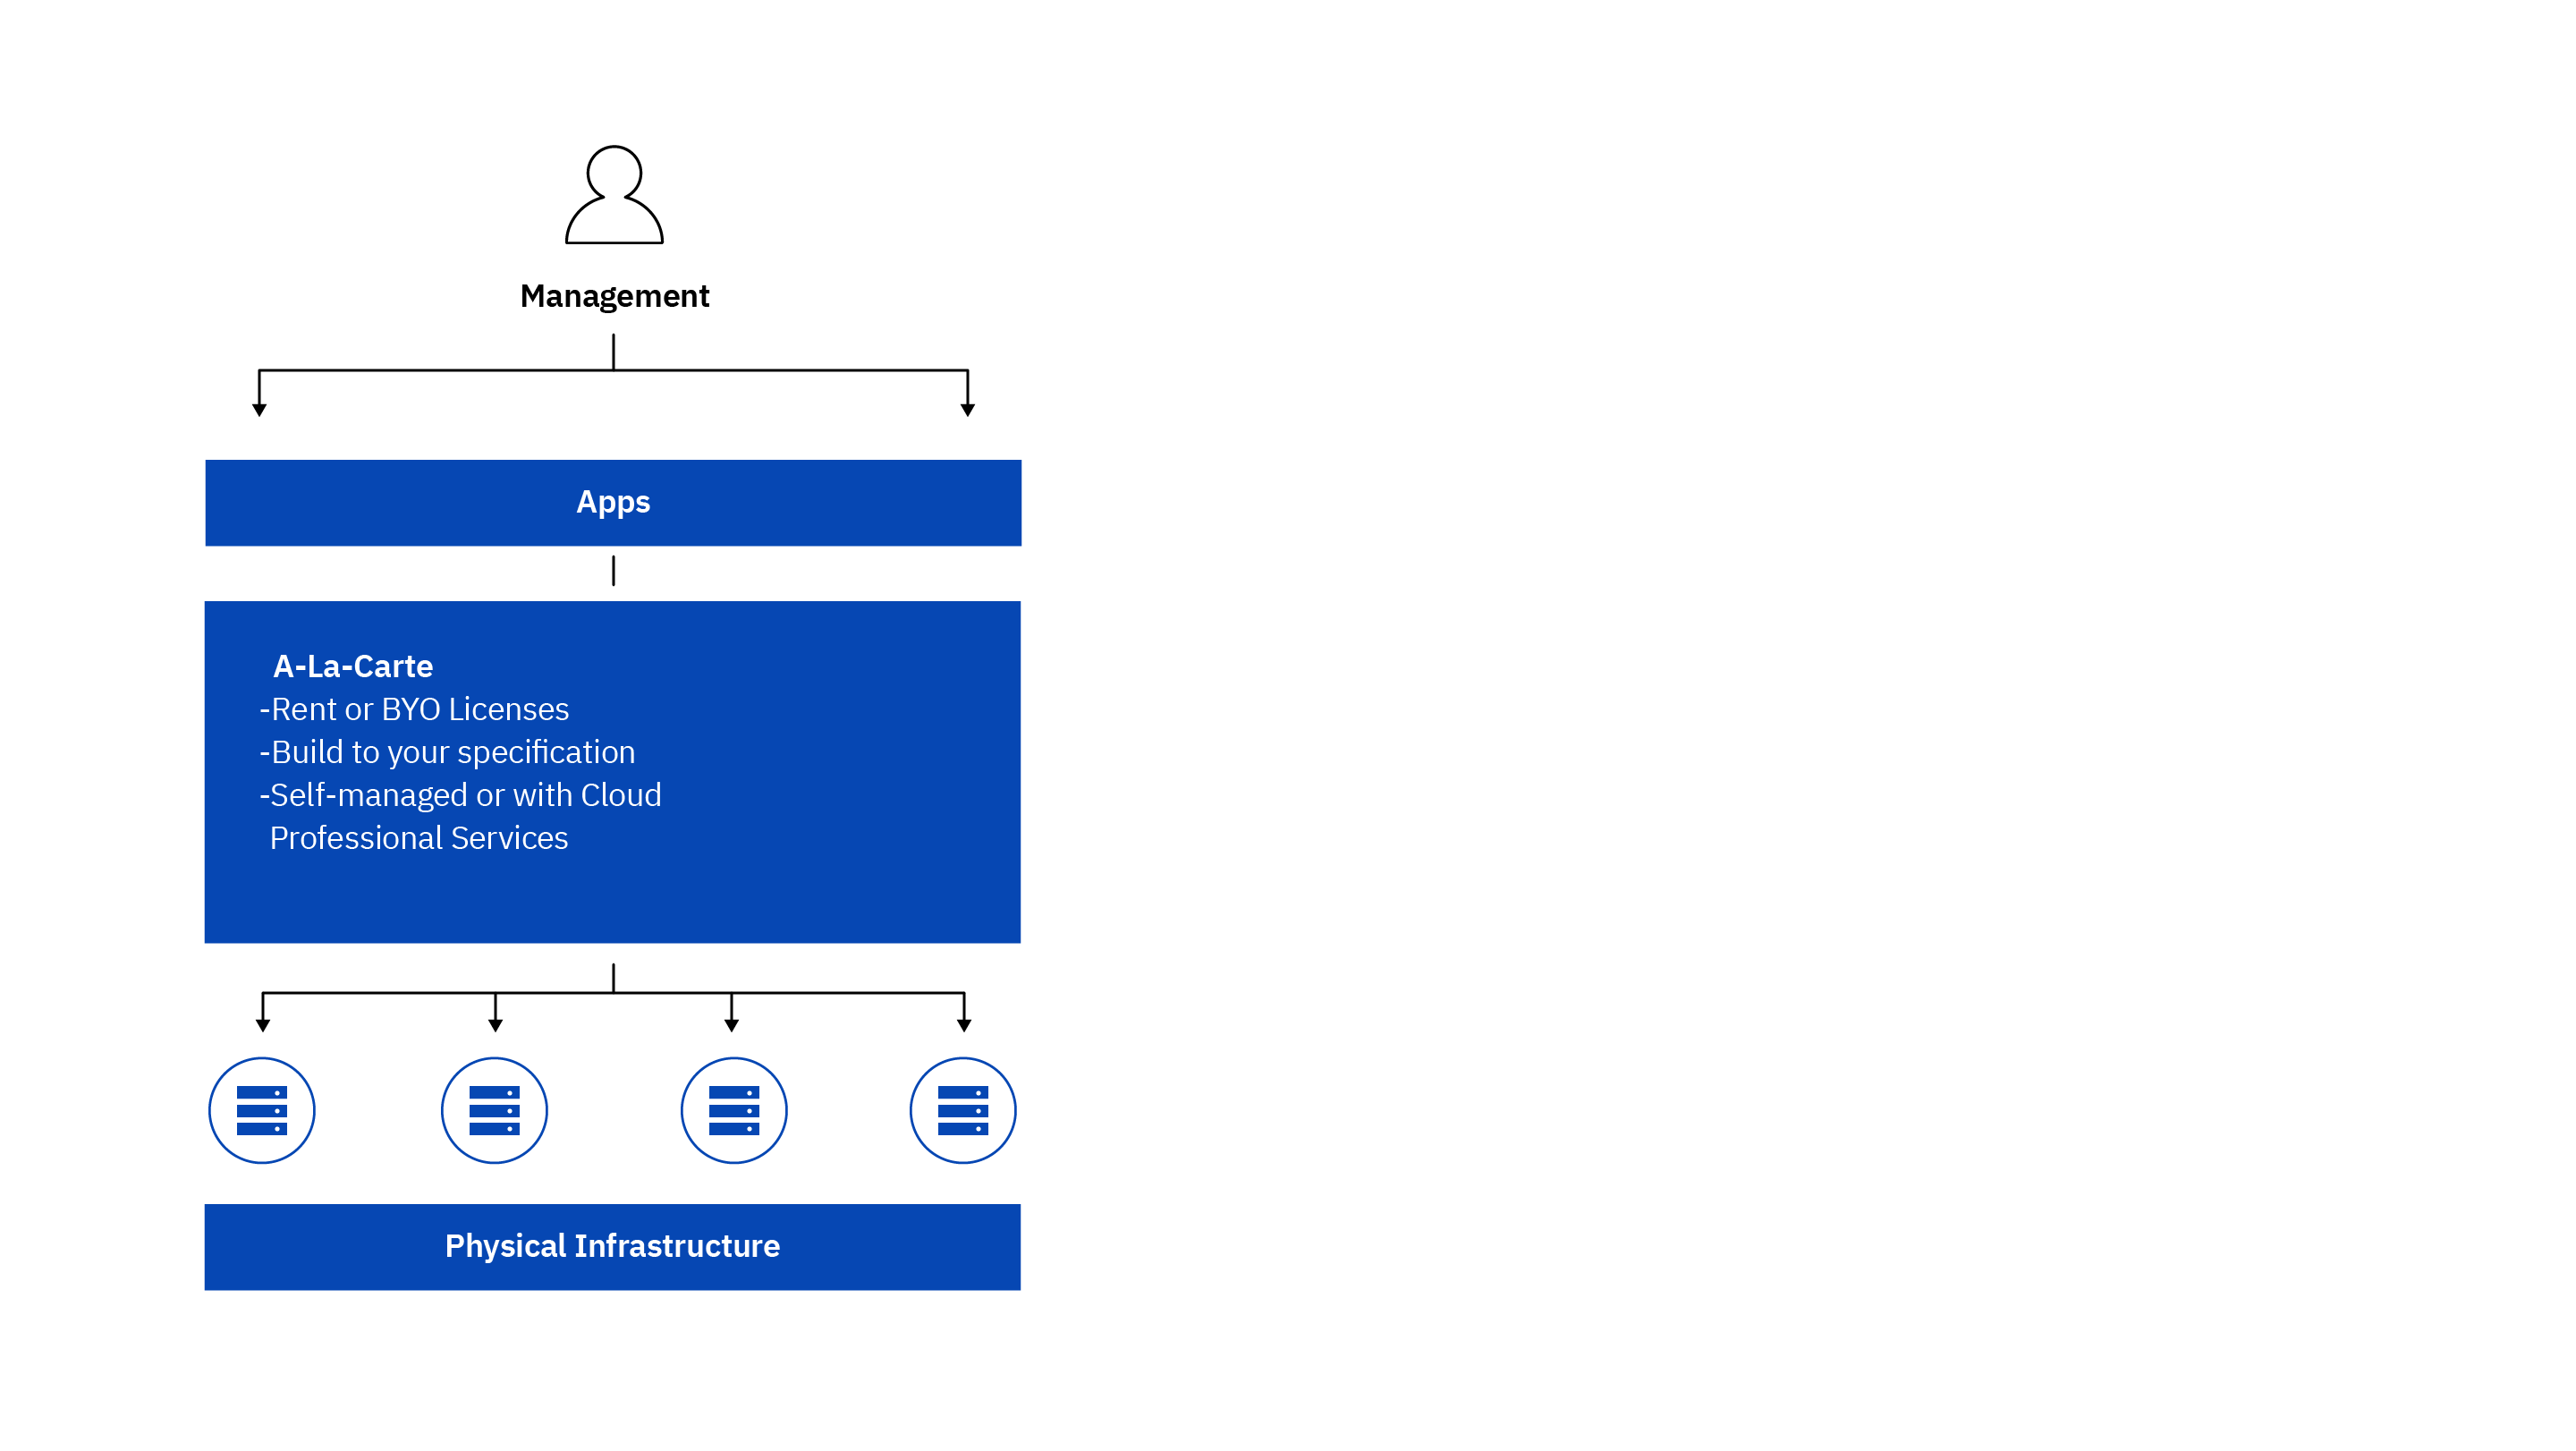 Management
Apps
A-La-Carte
-Rent or BYO Licenses
-Build to your specification
-Self-managed or with Cloud
Professional Services
Physical Infrastructure